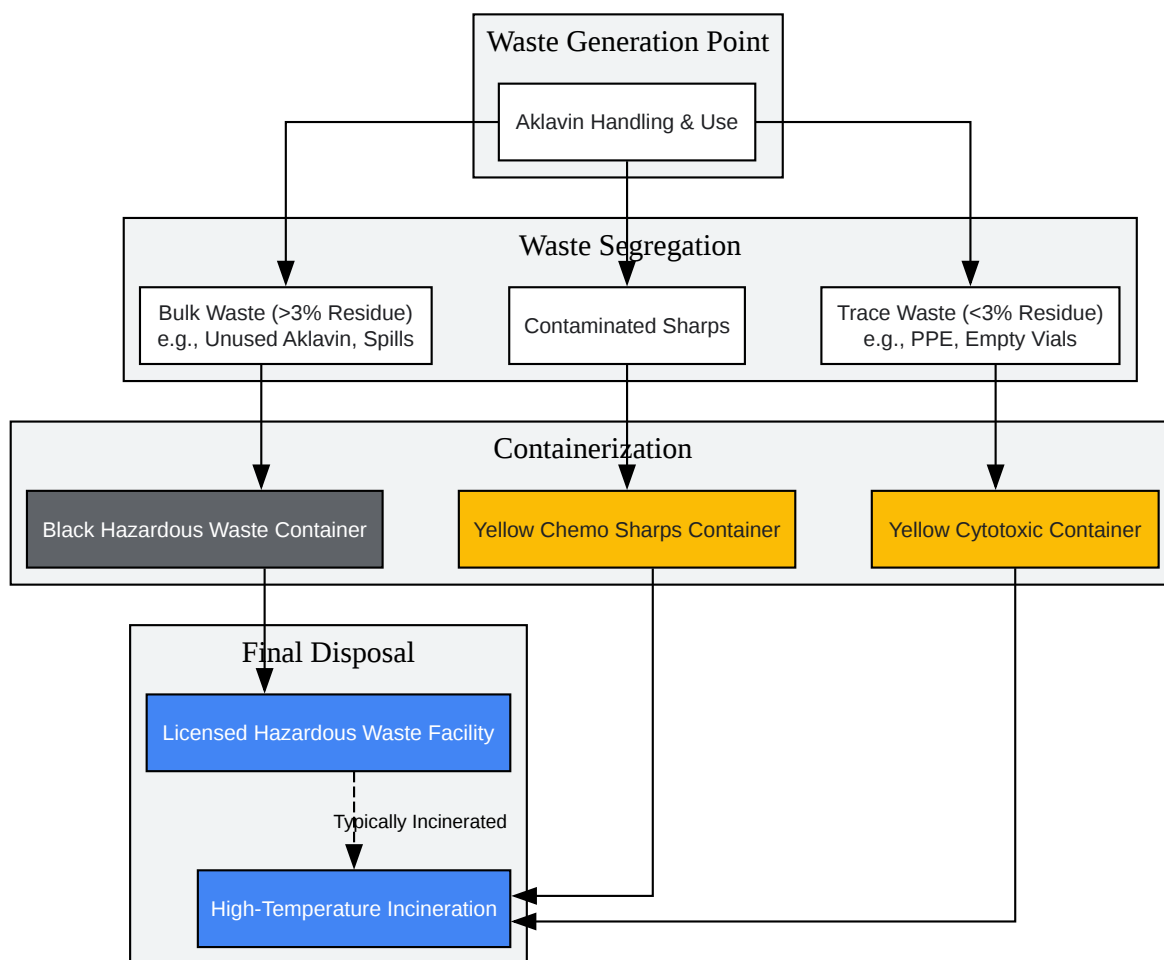 Waste Generation Point
Aklavin Handling & Use
Waste Segregation
Bulk Waste (>3% Residue)
e.g., Unused Aklavin, Spills
Contaminated Sharps
Trace Waste (<3% Residue)
e.g., PPE, Empty Vials
Containerization
Black Hazardous Waste Container
Yellow Chemo Sharps Container
Yellow Cytotoxic Container
Final Disposal
Licensed Hazardous Waste Facility
Typically Incinerated
High-Temperature Incineration